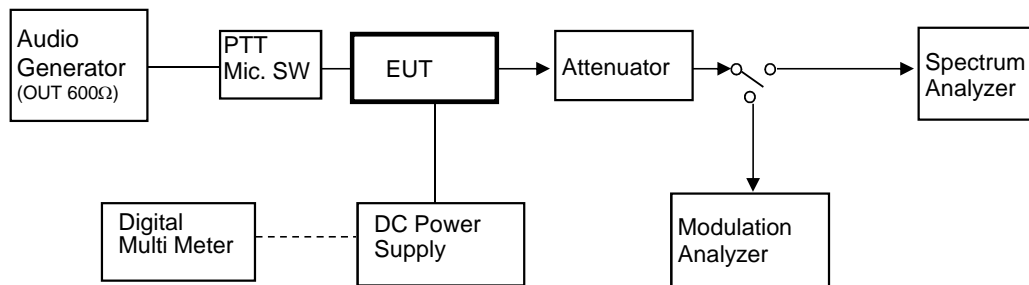 Audio
Generator
(OUT 600Ω)
PTT
Mic. SW
EUT
Attenuator
Spectrum
Analyzer
Digital
Multi Meter
DC Power
Supply
Modulation
Analyzer